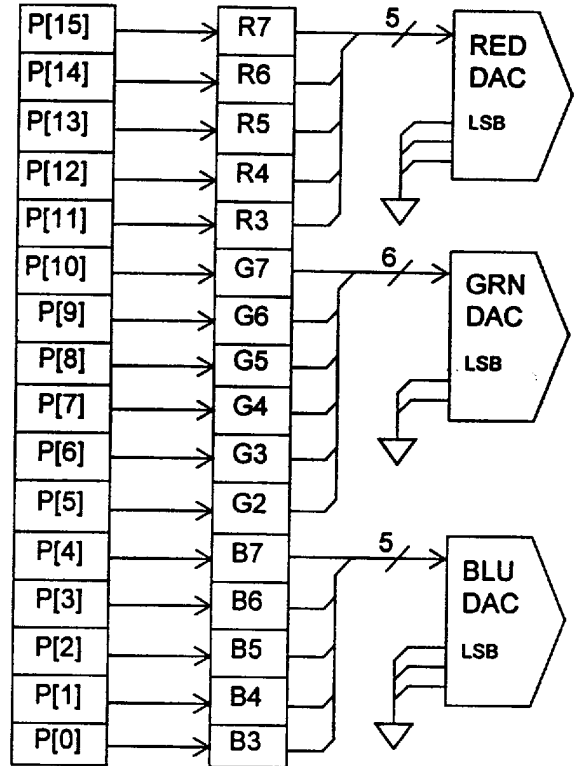 P[15] R7 5 RED
DAC
LSB
P[14] R6
P[13] R5
P[12] R4
P[11] R3
P[10] G7 6 GRN
DAC
LSB
P[9] G6
P[8] G5
P[7] G4
P[6] G3
P[5] G2
P[4] B7 5 BLU
DAC
LSB
P[3] B6
P[2] B5
P[1] B4
P[0] B3